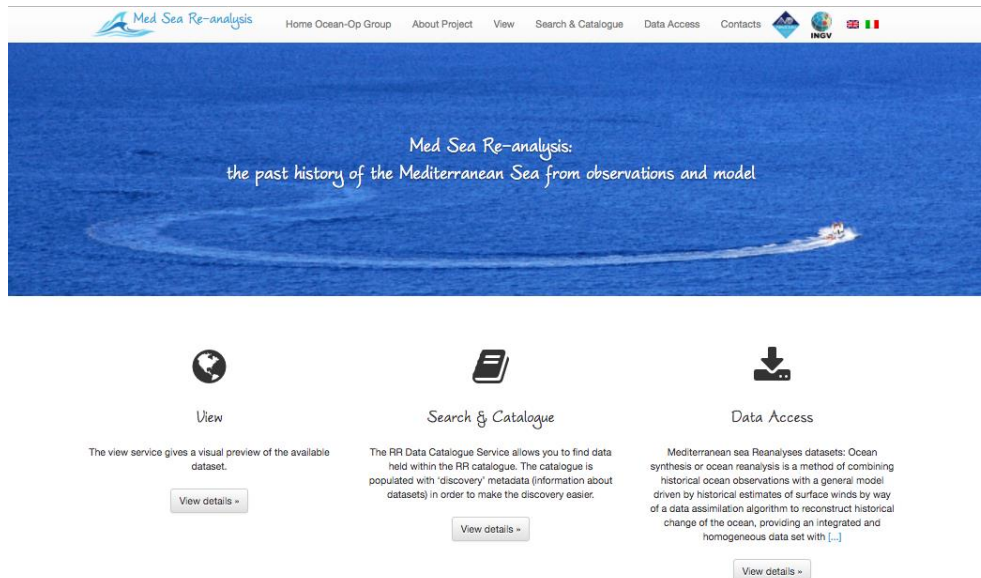 Med Sea Re-analysis
Home Ocean-Op Group About Project View Search & Catalogue Data Access Contacts
INGV
Med Sea Re-analysis:
the past history of the Mediterranean Sea from observations and model
View
The view service gives a visual preview of the available
dataset.
View details »
Search & Catalogue
The RR Data Catalogue Service allows you to find data
held within the RR catalogue. The catalogue is
populated with 'discovery' metadata (information about
datasets) in order to make the discovery easier.
View details »
Data Access
Mediterranean sea Reanalyses datasets: Ocean
synthesis or ocean reanalysis is a method of combining
historical ocean observations with a general model
driven by historical estimates of surface winds by way
of a data assimilation algorithm to reconstruct historical
change of the ocean, providing an integrated and
homogeneous data set with [...]
View details »